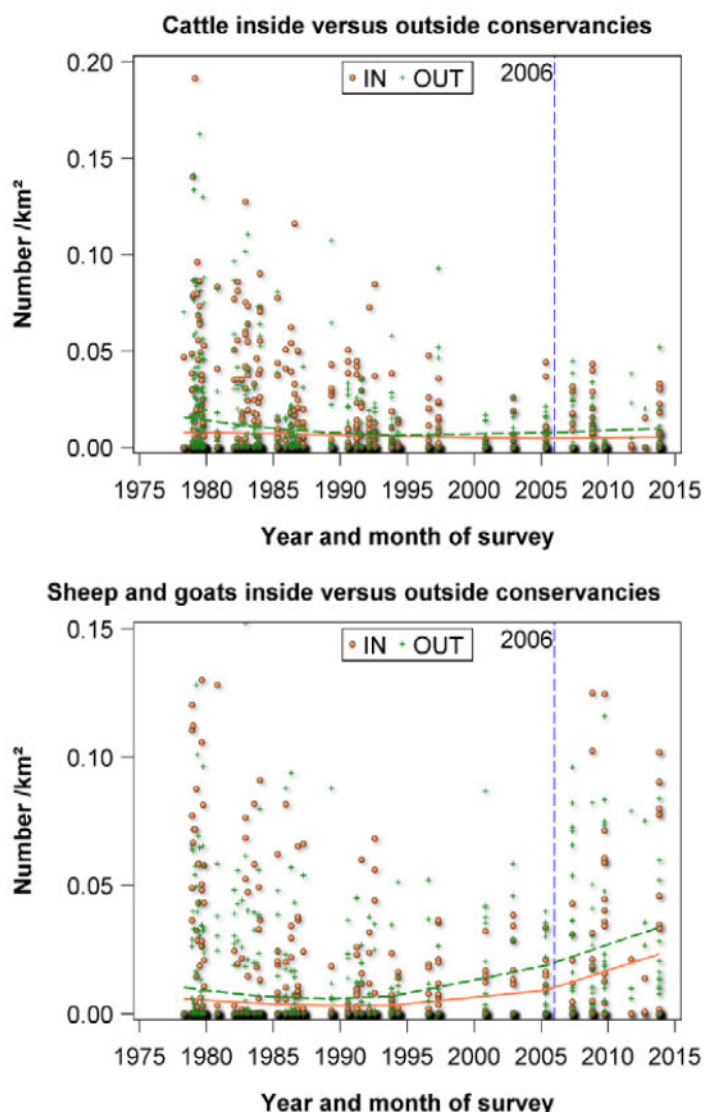 Cattle inside versus outside conservancies
0.20
0.15
0.10
0.05
0.00
Number /km²
IN OUT
2006
1975 1980 1985 1990 1995 2000 2005 2010 2015
Year and month of survey
Sheep and goats inside versus outside conservancies
0.15
0.10
0.05
0.00
Number /km²
IN OUT
2006
1975 1980 1985 1990 1995 2000 2005 2010 2015
Year and month of survey